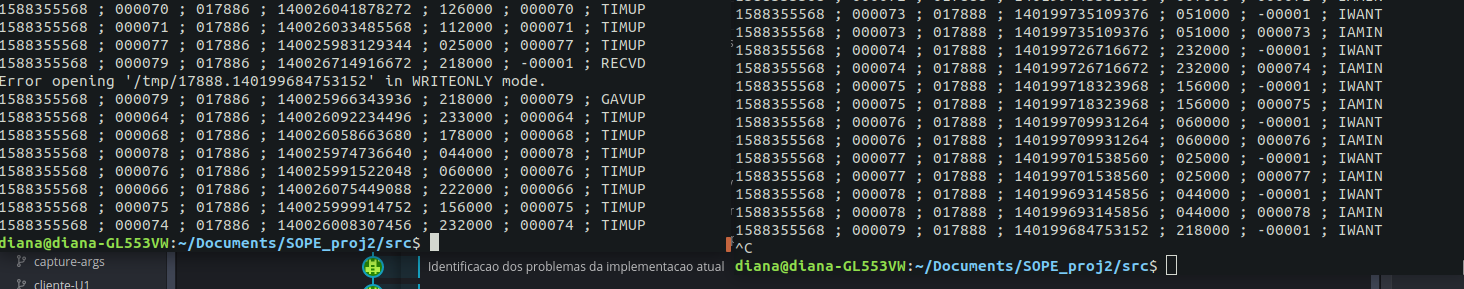 1588355568 ; 000070 ; 017886 ; 140026041878272 ; 126000 ; 000070 ; TIMUP
1588355568 ; 000071 ; 017886 ; 140026033485568 ; 112000 ; 000071 ; TIMUP
1588355568 ; 000077 ; 017886 ; 140025983129344 ; 025000 ; 000077 ; TIMUP
1588355568 ; 000079 ; 017886 ; 140026714916672 ; 218000 ; -00001 ; RECVD
Error opening '/tmp/17888.140199684753152' in WRITEONLY mode.
1588355568 ; 000079 ; 017886 ; 140025966343936 ; 218000 ; 000079 ; GAVUP
1588355568 ; 000064 ; 017886 ; 140026092234496 ; 233000 ; 000064 ; TIMUP
1588355568 ; 000068 ; 017886 ; 140026058663680 ; 178000 ; 000068 ; TIMUP
1588355568 ; 000078 ; 017886 ; 140025974736640 ; 044000 ; 000078 ; TIMUP
1588355568 ; 000076 ; 017886 ; 140025991522048 ; 060000 ; 000076 ; TIMUP
1588355568 ; 000066 ; 017886 ; 140026075449088 ; 222000 ; 000066 ; TIMUP
1588355568 ; 000075 ; 017886 ; 140025999914752 ; 156000 ; 000075 ; TIMUP
1588355568 ; 000074 ; 017886 ; 140026008307456 ; 232000 ; 000074 ; TIMUP
diana@diana-GL553VW:~/Documents/SOPE_proj2/src$
capture-args
cliente-U1
Identificacao dos problemas da implementacao atual
1588355568 ; 000073 ; 017888 ; 140199735109376 ; 051000 ; -00001 ; IWANT
1588355568 ; 000073 ; 017888 ; 140199735109376 ; 051000 ; 000073 ; IAMIN
1588355568 ; 000074 ; 017888 ; 140199726716672 ; 232000 ; -00001 ; IWANT
1588355568 ; 000074 ; 017888 ; 140199726716672 ; 232000 ; 000074 ; IAMIN
1588355568 ; 000075 ; 017888 ; 140199718323968 ; 156000 ; -00001 ; IWANT
1588355568 ; 000075 ; 017888 ; 140199718323968 ; 156000 ; 000075 ; IAMIN
1588355568 ; 000076 ; 017888 ; 140199709931264 ; 060000 ; -00001 ; IWANT
1588355568 ; 000076 ; 017888 ; 140199709931264 ; 060000 ; 000076 ; IAMIN
1588355568 ; 000077 ; 017888 ; 140199701538560 ; 025000 ; -00001 ; IWANT
1588355568 ; 000077 ; 017888 ; 140199701538560 ; 025000 ; 000077 ; IAMIN
1588355568 ; 000078 ; 017888 ; 140199693145856 ; 044000 ; -00001 ; IWANT
1588355568 ; 000078 ; 017888 ; 140199693145856 ; 044000 ; 000078 ; IAMIN
1588355568 ; 000079 ; 017888 ; 140199684753152 ; 218000 ; -00001 ; IWANT
^C
diana@diana-GL553VW:~/Documents/SOPE_proj2/src$